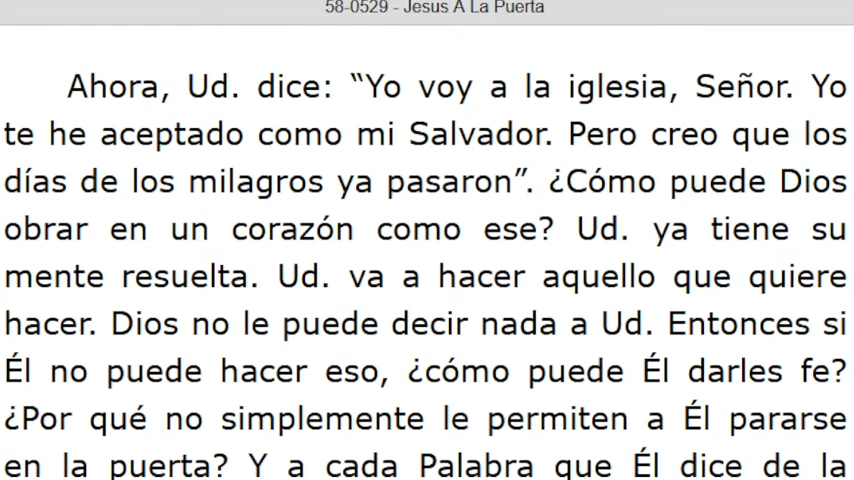 58-0529 - Jesus A La Puerta
Ahora, Ud. dice: “Yo voy a la iglesia, Señor. Yo
te he aceptado como mi Salvador. Pero creo que los
días de los milagros ya pasaron”. ¿Cómo puede Dios
obrar en un corazón como ese? Ud. ya tiene su
mente resuelta. Ud. va a hacer aquello que quiere
hacer. Dios no le puede decir nada a Ud. Entonces si
Él no puede hacer eso, ¿cómo puede Él darles fe?
¿Por qué no simplemente le permiten a Él pararse
en la puerta? Y a cada Palabra que Él dice de la